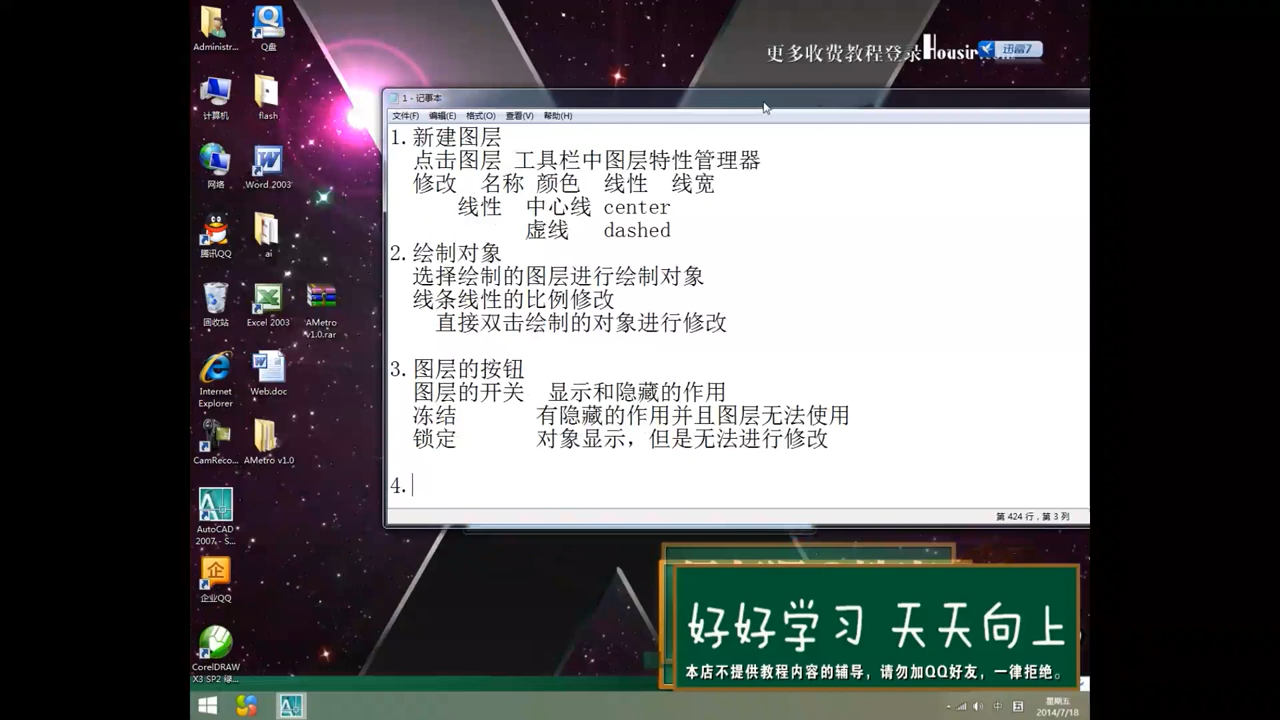 Administr...
Q盘
更多收费教程登录Housir
迅雷7
计算机
flash
1 - 记事本
文件(F) 编辑(E) 格式(O) 查看(V) 帮助(H)
1.新建图层
点击图层 工具栏中图层特性管理器
修改 名称 颜色 线性 线宽
线性 中心线 center
虚线 dashed
2.绘制对象
选择绘制的图层进行绘制对象
线条线性的比例修改
直接双击绘制的对象进行修改
3.图层的按钮
图层的开关 显示和隐藏的作用
冻结 有隐藏的作用并且图层无法使用
锁定 对象显示，但是无法进行修改
4.
第 424 行，第 3 列
网络
Word 2003
腾讯QQ
ai
回收站
Excel 2003
AMetro v1.0.rar
Internet Explorer
Web.doc
CamReco...
AMetro v1.0
AutoCAD 2007 - S...
企业QQ
CorelDRAW
好好学习 天天向上
本店不提供教程内容的辅导，请勿加QQ好友，一律拒绝。
中
五
星期五
2014/7/18